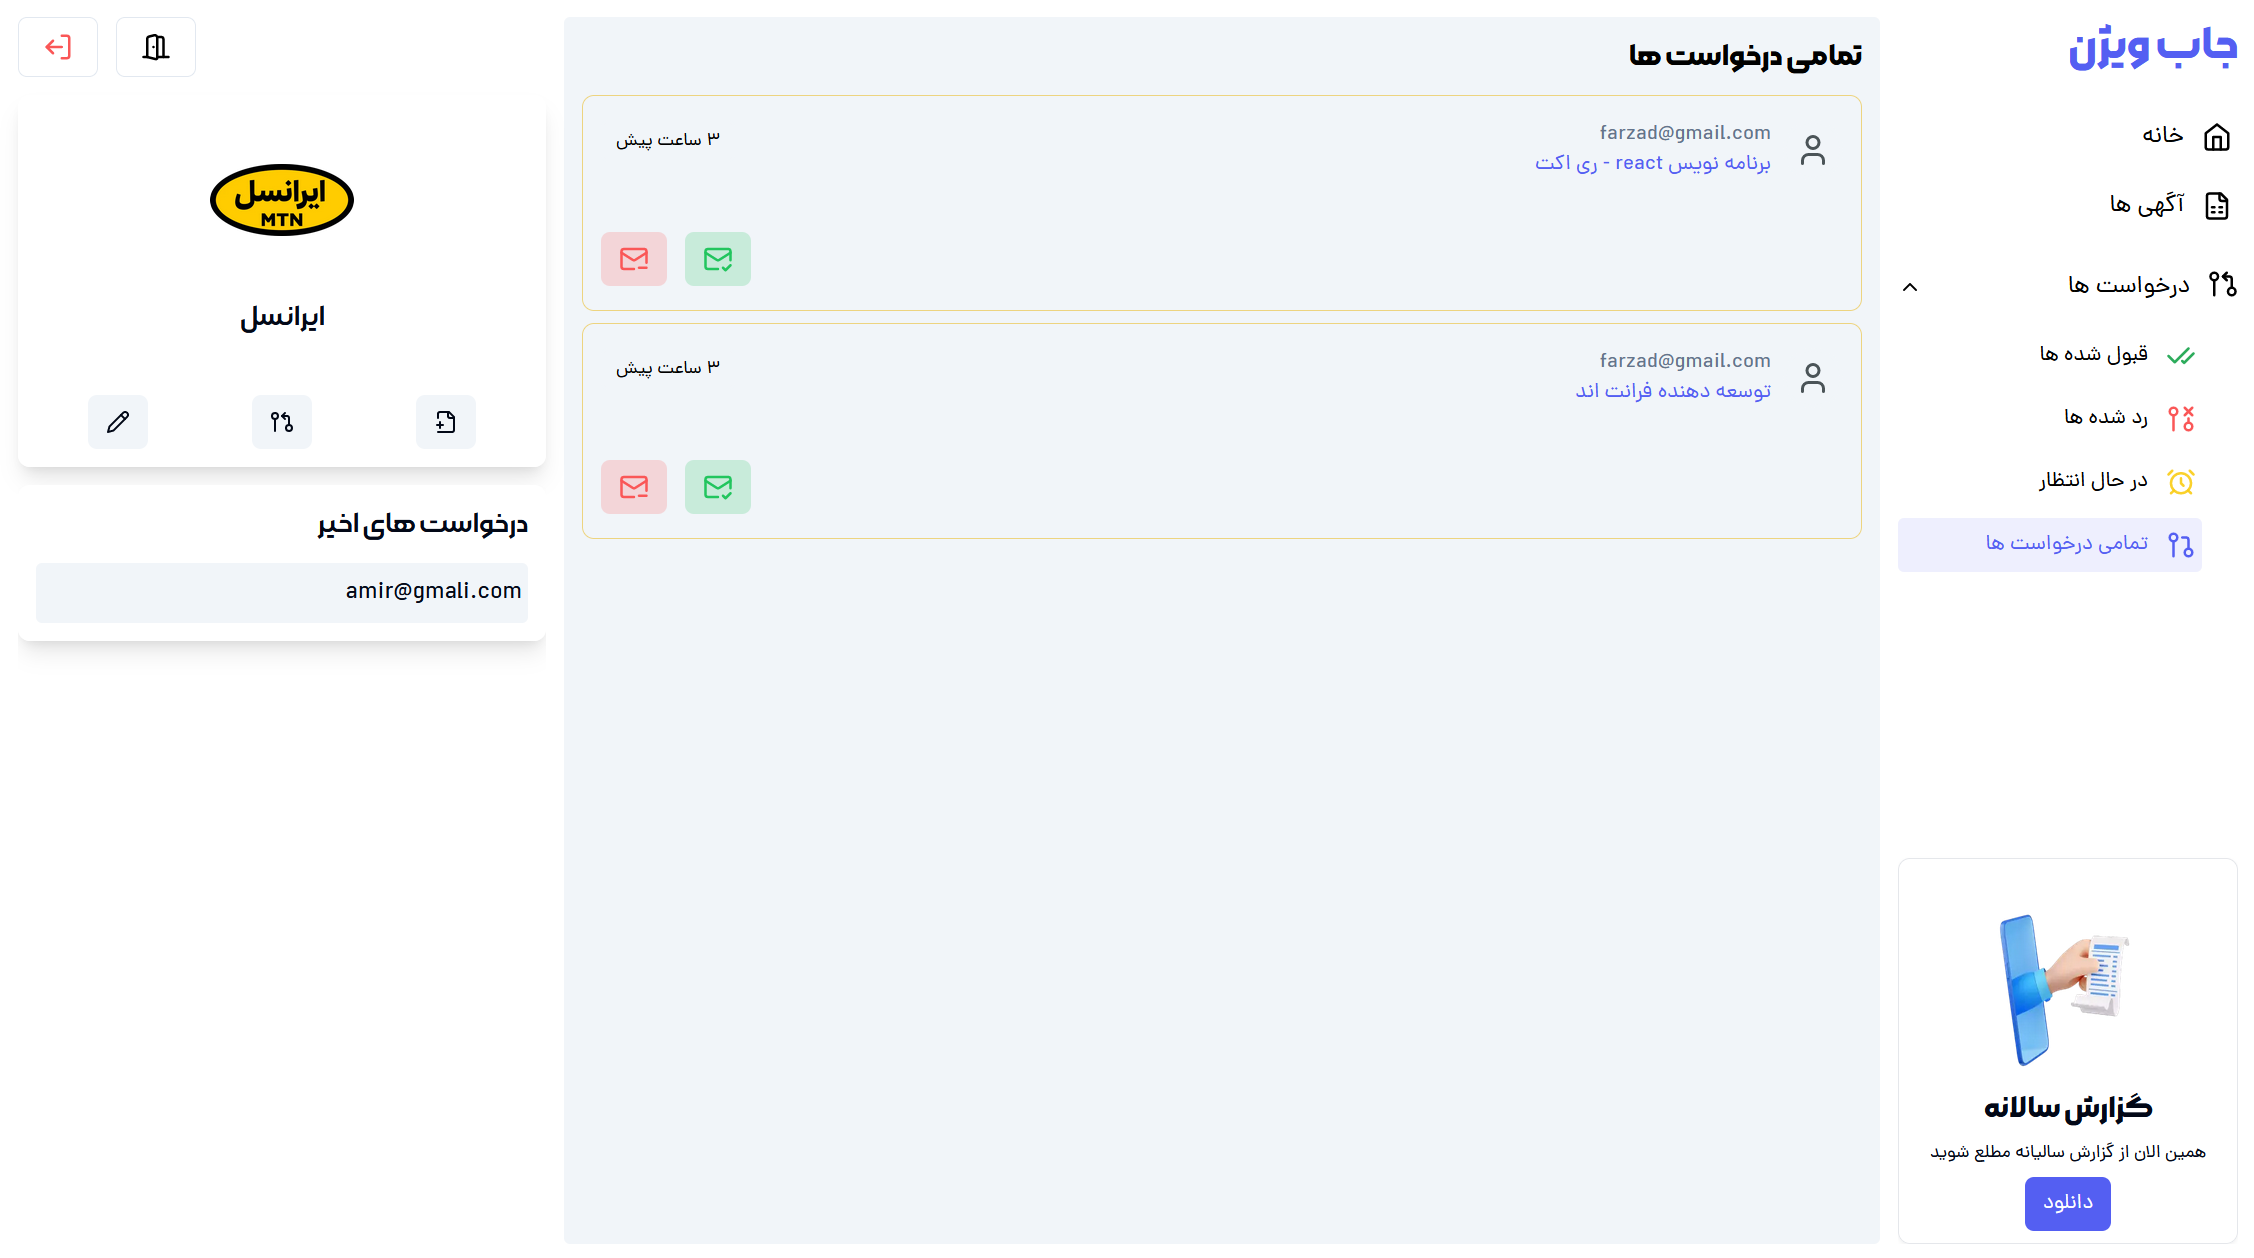 جاب ویژن
خانه
آگهی ها
درخواست ها
قبول شده ها
رد شده ها
در حال انتظار
تمامی درخواست ها
گزارش سالانه
همین الان از گزارش سالیانه مطلع شوید
دانلود
تمامی درخواست ها
farzad@gmail.com
برنامه نویس react - ری اکت
۳ ساعت پیش
farzad@gmail.com
توسعه دهنده فرانت اند
۳ ساعت پیش
ایرانسل
MTN
ایرانسل
درخواست های اخیر
amir@gmali.com